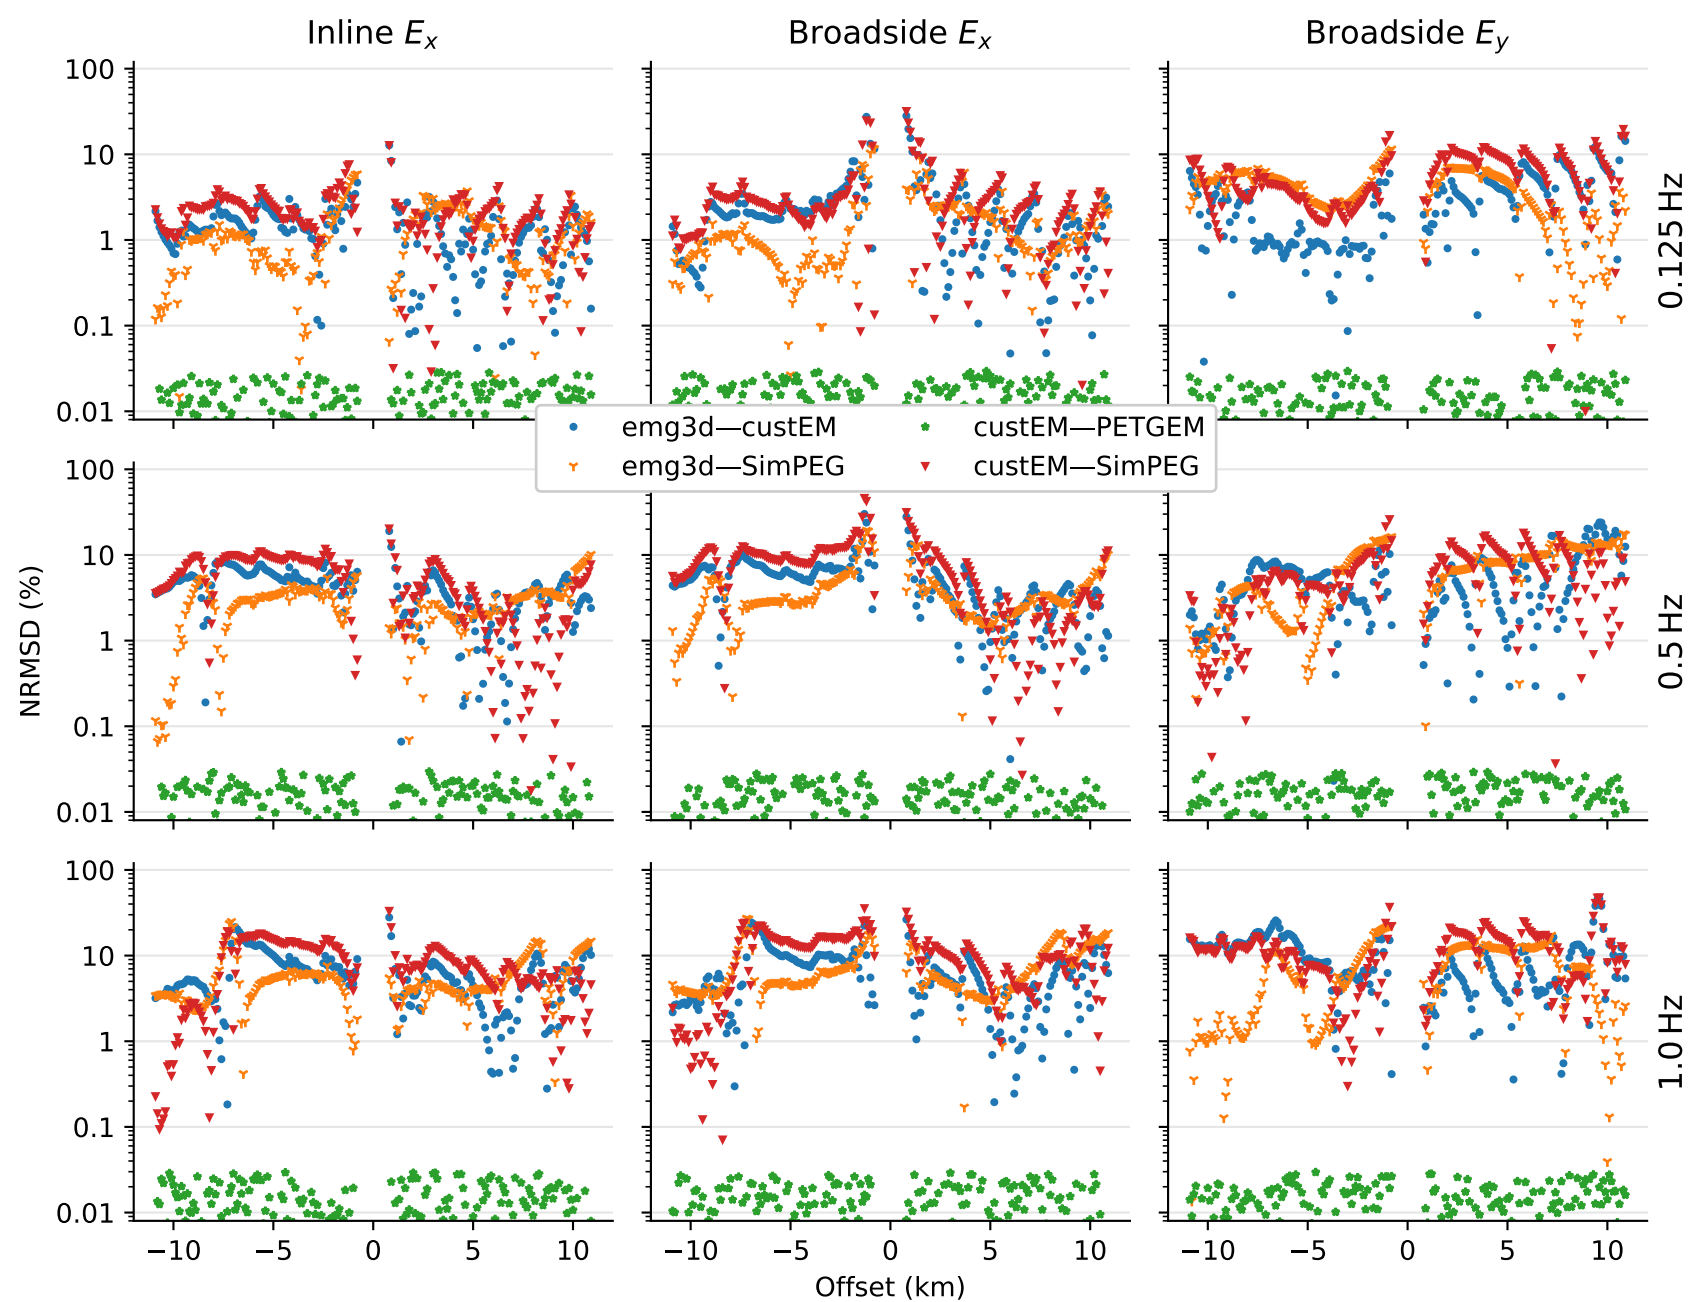 Inline Ex Broadside Ex Broadside Ey
100
10
1
0.1
0.01
0.125 Hz
emg3d—custEM custEM—PETGEM
emg3d—SimPEG custEM—SimPEG
100
10
1
0.1
0.01
NRMSD (%)
0.5 Hz
100
10
1
0.1
0.01
1.0 Hz
−10 −5 0 5 10 −10 −5 0 5 10 −10 −5 0 5 10
Offset (km)